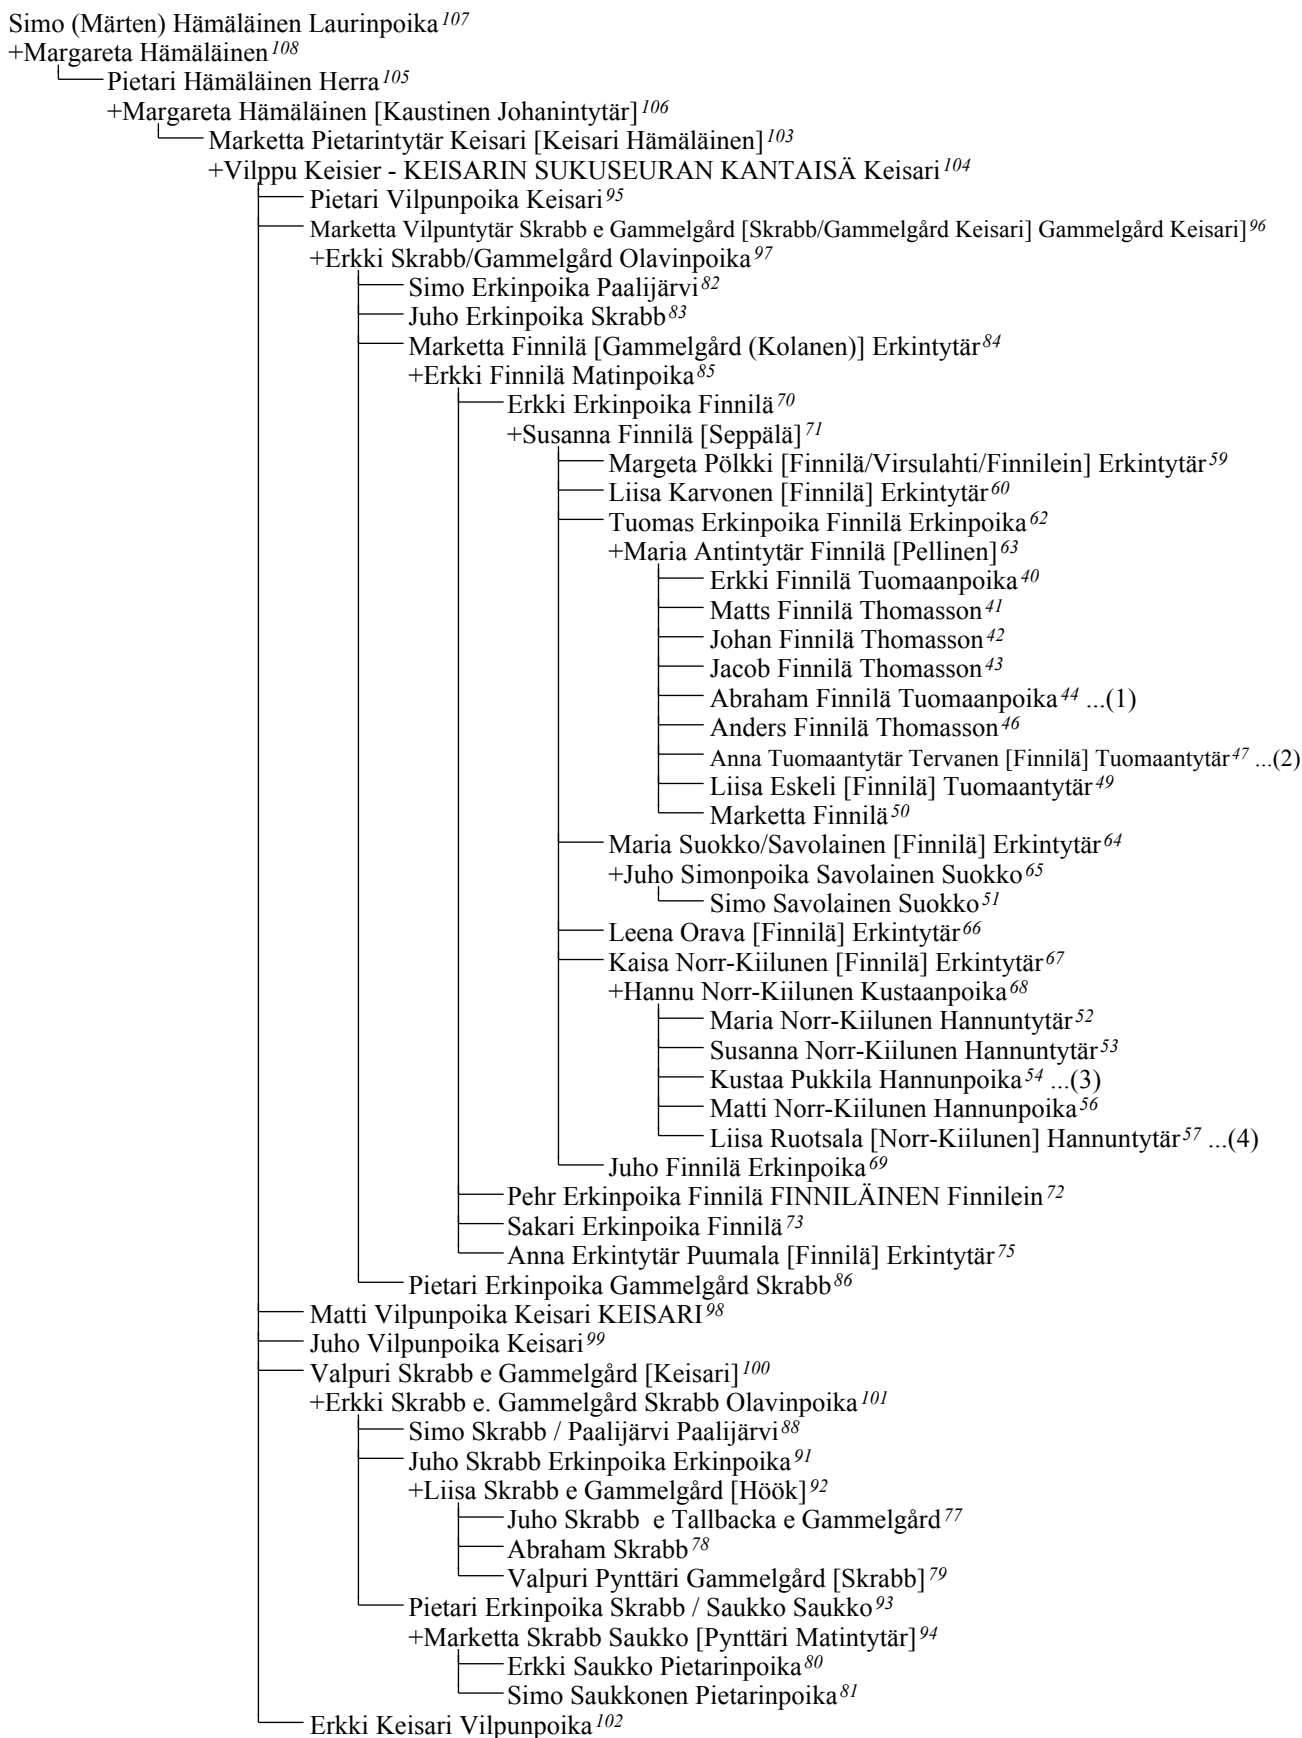 Simo (Märten) Hämäläinen Laurinpoika107
+Margareta Hämäläinen108
Pietari Hämäläinen Herra105
+Margareta Hämäläinen [Kaustinen Johanintytär]106
Marketta Pietarintytär Keisari [Keisari Hämäläinen]103
+Vilppu Keisier - KEISARIN SUKUSEURAN KANTAISÄ Keisari104
Pietari Vilpunpoika Keisari95
Marketta Vilpuntytär Skrabb e Gammelgård [Skrabb/Gammelgård Keisari] Gammelgård Keisari]96
+Erkki Skrabb/Gammelgård Olavinpoika97
Simo Erkinpoika Paalijärvi82
Juho Erkinpoika Skrabb83
Marketta Finnilä [Gammelgård (Kolanen)] Erkintytär84
+Erkki Finnilä Matinpoika85
Erkki Erkinpoika Finnilä70
+Susanna Finnilä [Seppälä]71
Margeta Pölkki [Finnilä/Virsulahti/Finnilein] Erkintytär59
Liisa Karvonen [Finnilä] Erkintytär60
Tuomas Erkinpoika Finnilä Erkinpoika62
+Maria Antintytär Finnilä [Pellinen]63
Erkki Finnilä Tuomaanpoika40
Matts Finnilä Thomasson41
Johan Finnilä Thomasson42
Jacob Finnilä Thomasson43
Abraham Finnilä Tuomaanpoika44 ...(1)
Anders Finnilä Thomasson46
Anna Tuomaantytär Tervanen [Finnilä] Tuomaantytär47 ...(2)
Liisa Eskeli [Finnilä] Tuomaantytär49
Marketta Finnilä50
Maria Suokko/Savolainen [Finnilä] Erkintytär64
+Juho Simonpoika Savolainen Suokko65
Simo Savolainen Suokko51
Leena Orava [Finnilä] Erkintytär66
Kaisa Norr-Kiilunen [Finnilä] Erkintytär67
+Hannu Norr-Kiilunen Kustaanpoika68
Maria Norr-Kiilunen Hannuntytär52
Susanna Norr-Kiilunen Hannuntytär53
Kustaa Pukkila Hannunpoika54 ...(3)
Matti Norr-Kiilunen Hannunpoika56
Liisa Ruotsala [Norr-Kiilunen] Hannuntytär57 ...(4)
Juho Finnilä Erkinpoika69
Pehr Erkinpoika Finnilä FINNILÄINEN Finnilein72
Sakari Erkinpoika Finnilä73
Anna Erkintytär Puumala [Finnilä] Erkintytär75
Pietari Erkinpoika Gammelgård Skrabb86
Matti Vilpunpoika Keisari KEISARI98
Juho Vilpunpoika Keisari99
Valpuri Skrabb e Gammelgård [Keisari]100
+Erkki Skrabb e. Gammelgård Skrabb Olavinpoika101
Simo Skrabb / Paalijärvi Paalijärvi88
Juho Skrabb Erkinpoika Erkinpoika91
+Liisa Skrabb e Gammelgård [Höök]92
Juho Skrabb  e Tallbacka e Gammelgård77
Abraham Skrabb78
Valpuri Pynttäri Gammelgård [Skrabb]79
Pietari Erkinpoika Skrabb / Saukko Saukko93
+Marketta Skrabb Saukko [Pynttäri Matintytär]94
Erkki Saukko Pietarinpoika80
Simo Saukkonen Pietarinpoika81
Erkki Keisari Vilpunpoika102